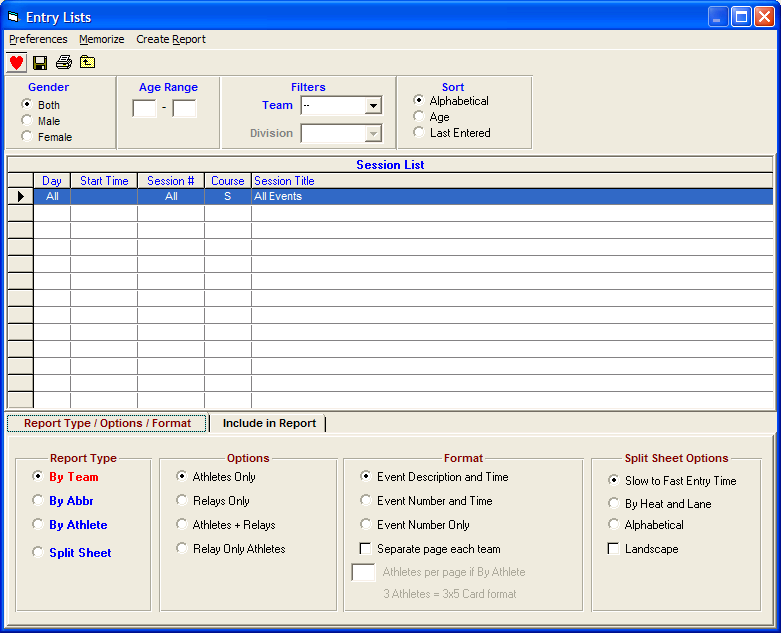 Entry Lists
Preferences Memorize Create Report
Gender Age Range Filters Sort
Both - Team -- Alphabetical
Male Age
Female Division Last Entered
Session List
Day Start Time Session # Course Session Title
All All S All Events
Report Type / Options / Format Include in Report
Report Type Options Format Split Sheet Options
By Team Athletes Only Event Description and Time Slow to Fast Entry Time
By Abbr Relays Only Event Number and Time By Heat and Lane
By Athlete Athletes + Relays Event Number Only Alphabetical
Split Sheet Relay Only Athletes Separate page each team Landscape
Athletes per page if By Athlete
3 Athletes = 3x5 Card format